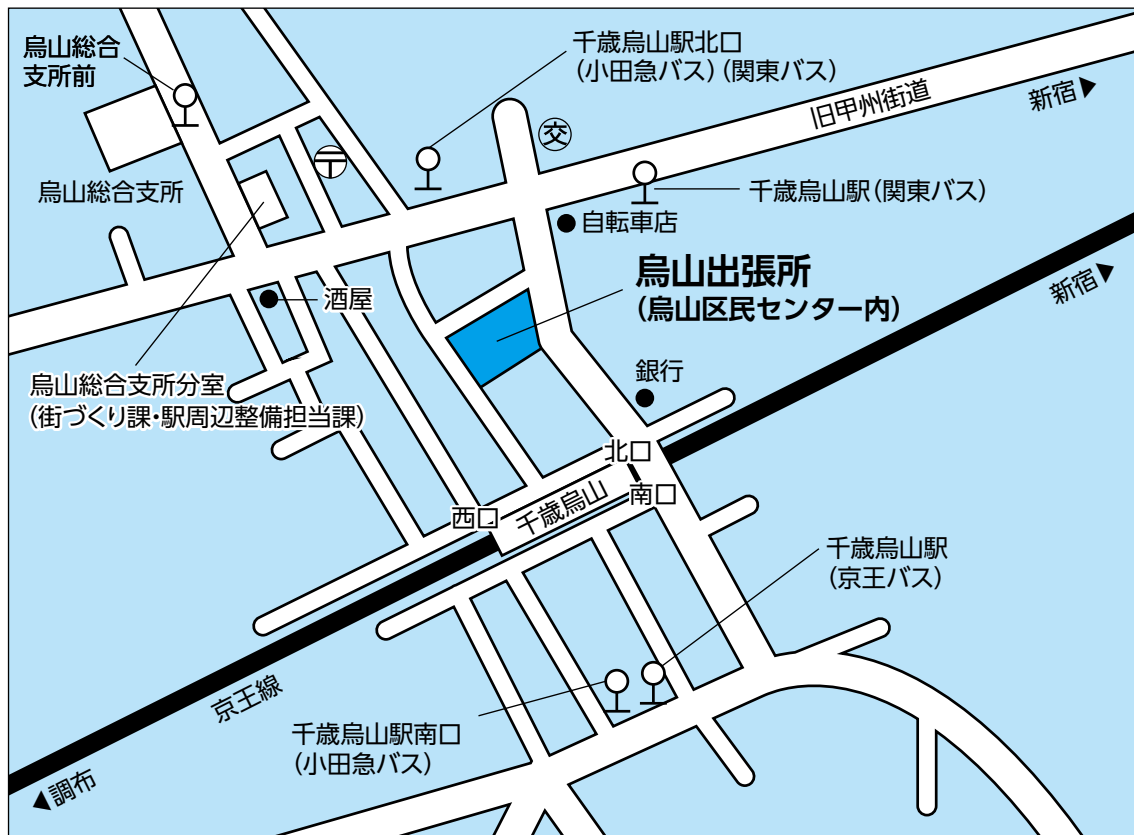 烏山総合
支所前
千歳烏山駅北口
(小田急バス)(関東バス)
旧甲州街道
新宿▶
交
〒
烏山総合支所
千歳烏山駅(関東バス)
自転車店
烏山出張所
(烏山区民センター内)
新宿▶
酒屋
銀行
烏山総合支所分室
(街づくり課・駅周辺整備担当課)
北口
南口
西口
千歳烏山
千歳烏山駅
(京王バス)
京王線
千歳烏山駅南口
(小田急バス)
◀調布